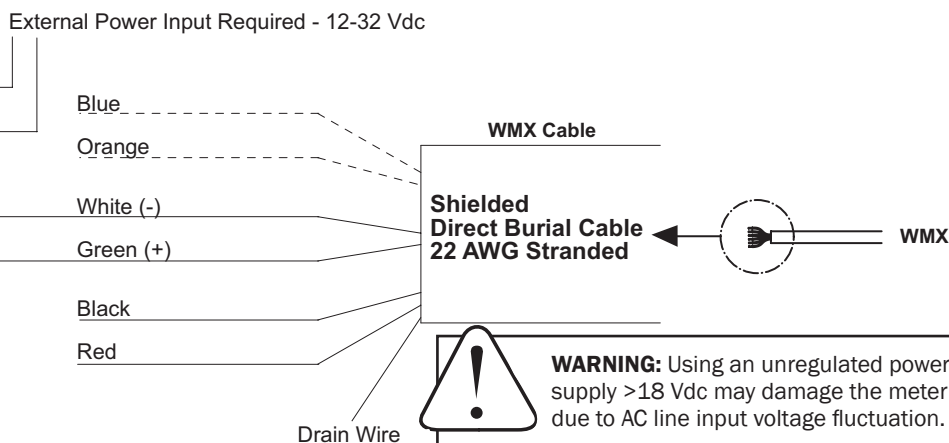 External Power Input Required - 12-32 Vdc
Blue
WMX Cable
Orange
White (-)
Shielded
Direct Burial Cable
22 AWG Stranded
WMX
Green (+)
Black
Red
WARNING: Using an unregulated power
supply >18 Vdc may damage the meter
due to AC line input voltage fluctuation.
Drain Wire